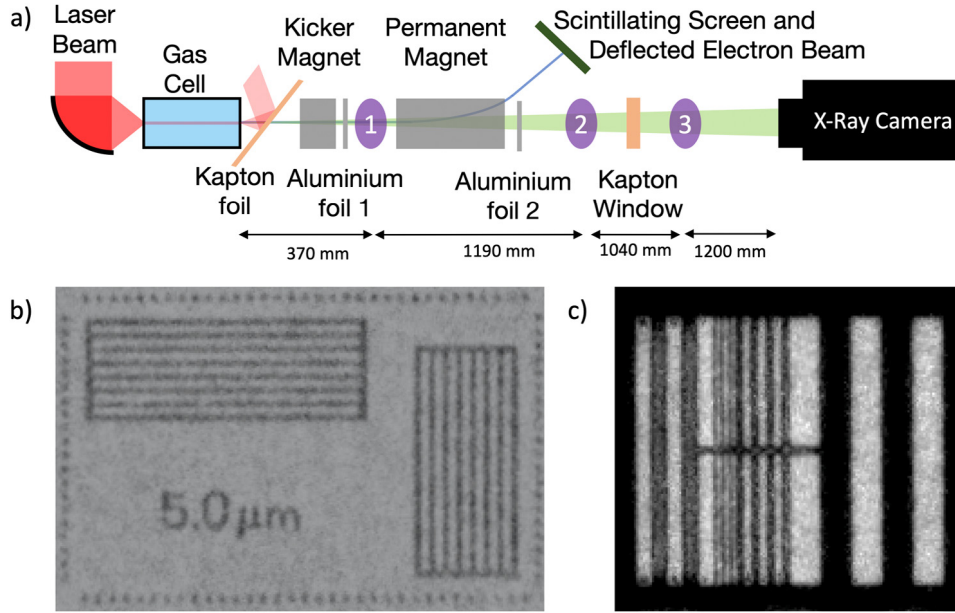 a)
Laser
Beam
Gas
Cell
Kicker
Magnet
Permanent
Magnet
Scintillating Screen and
Deflected Electron Beam
1
2
3
X-Ray Camera
Kapton
foil
Aluminium
foil 1
Aluminium
foil 2
Kapton
Window
370 mm
1190 mm
1040 mm
1200 mm
b)
5.0 μm
c)